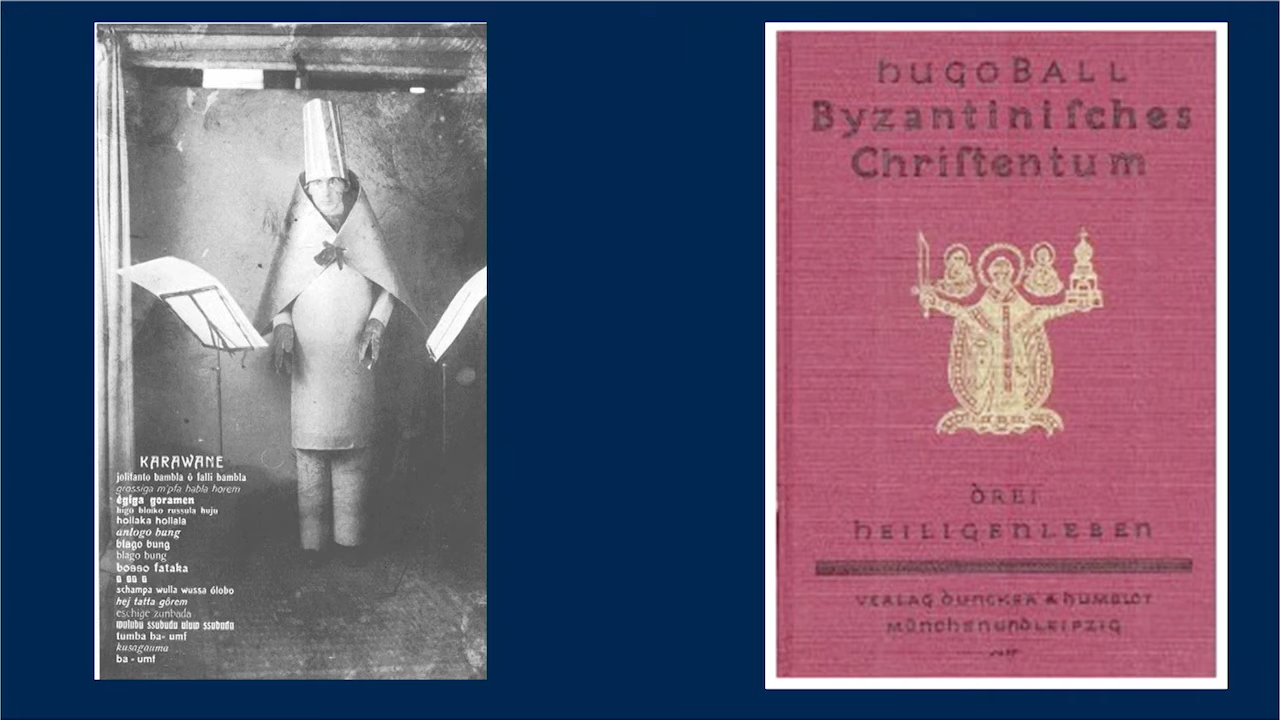 KARAWANE
jolifanto bambla ô falli bambla
grossiga m'pfa habla horem
égiga goramen
higo bloiko russula huju
hollaka hollala
anlogo bung
blago bung
blago bung
bosso fataka
ü üü ü
schampa wulla wussa ólobo
hej tatta gôrem
eschige zunbada
wulubu ssubudu uluw ssubudu
tumba ba- umf
kusagauma
ba - umf
hugo BALL
Byzantiniſches
Chriſtentum
DREI
HEILIGENLEBEN
VERLAG DUNCKER & HUMBLOT
MÜNCHEN UND LEIPZIG